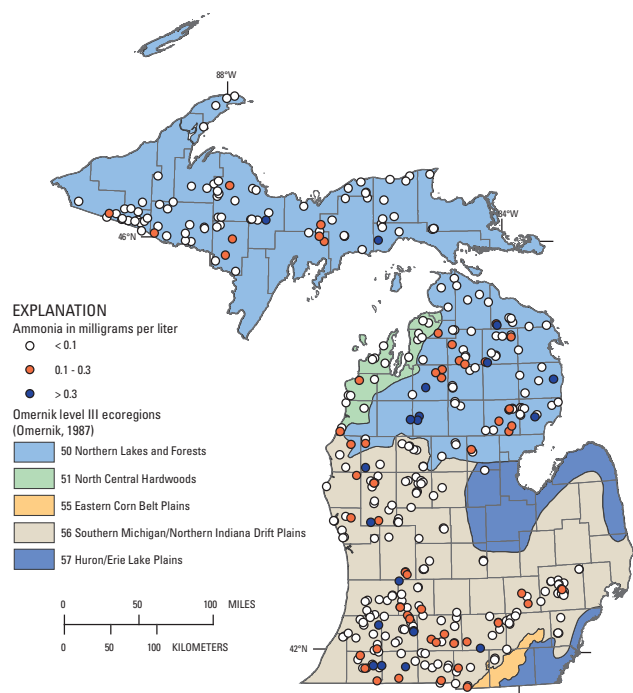 88°W
84°W
46°N
EXPLANATION
Ammonia in milligrams per liter
< 0.1
0.1 - 0.3
> 0.3
Omernik level III ecoregions
(Omernik, 1987)
50 Northern Lakes and Forests
51 North Central Hardwoods
55 Eastern Corn Belt Plains
56 Southern Michigan/Northern Indiana Drift Plains
57 Huron/Erie Lake Plains
0 50 100 MILES
0 50 100 KILOMETERS
42°N